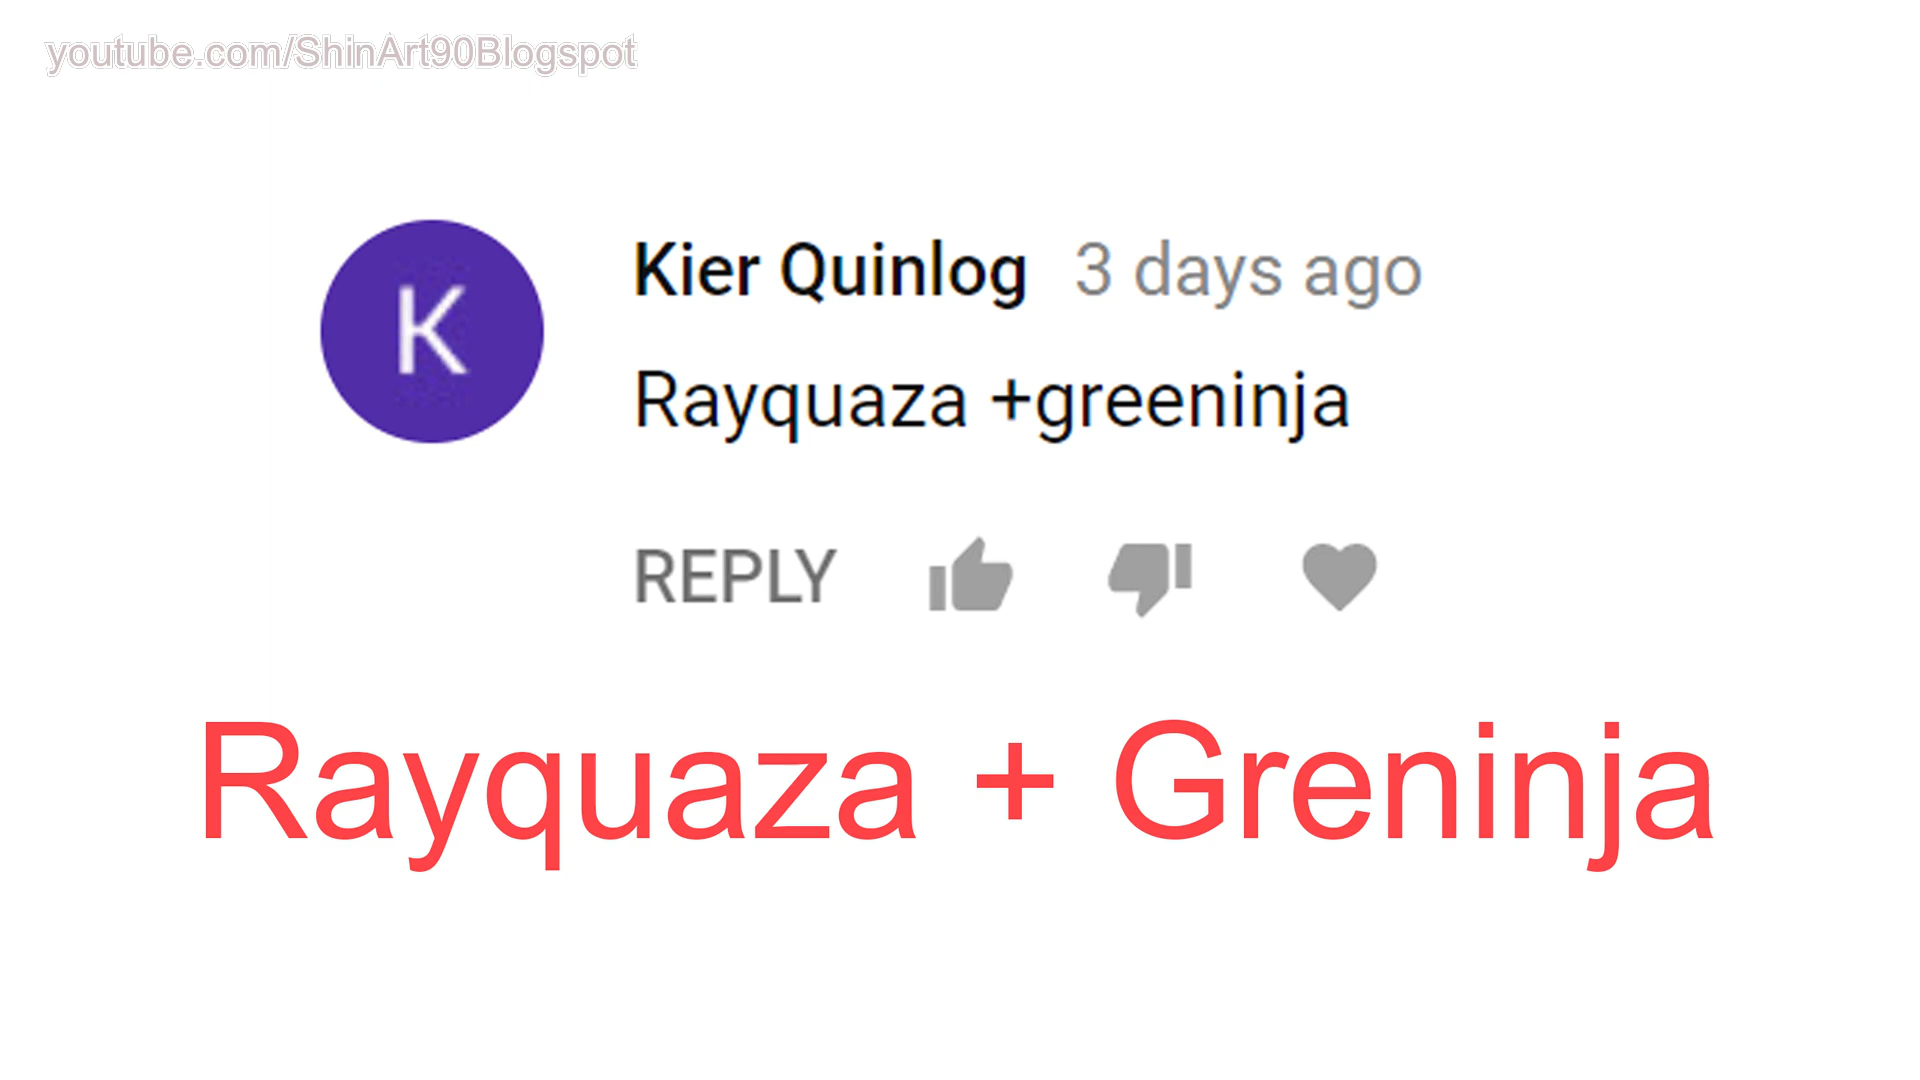 youtube.com/ShinArt90Blogspot
K
Kier Quinlog 3 days ago
Rayquaza +greeninja
REPLY
Rayquaza + Greninja